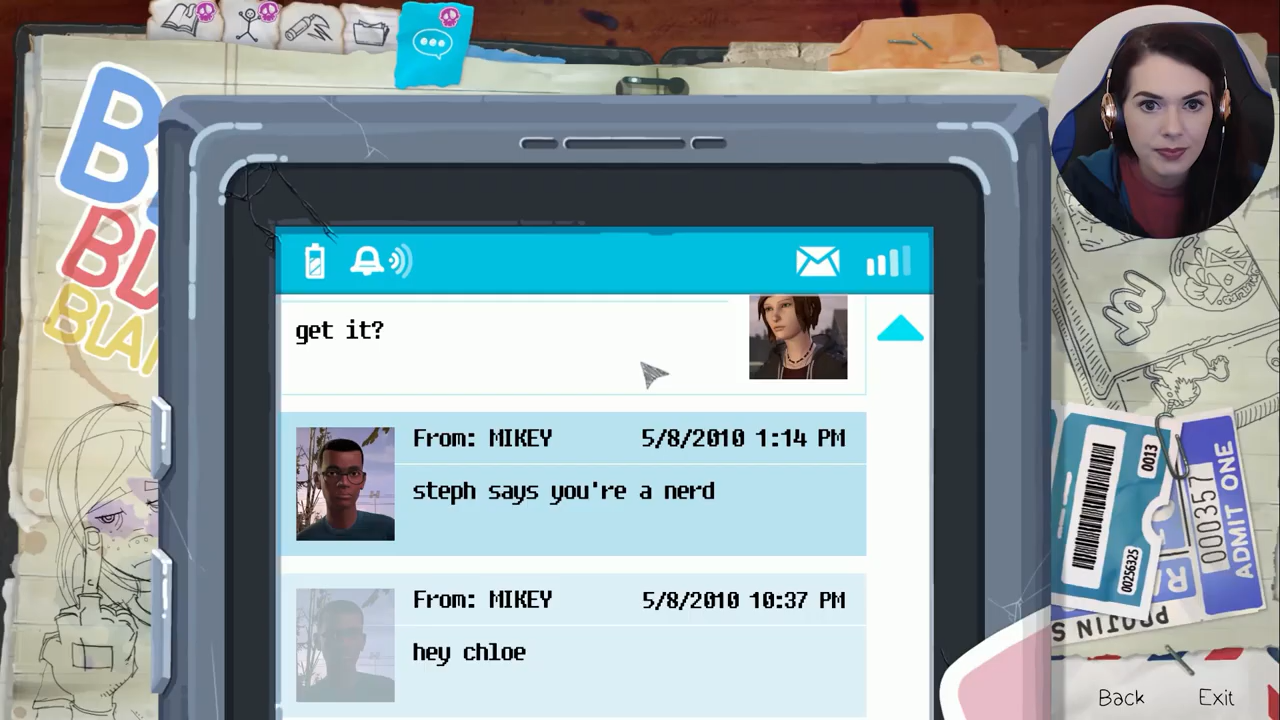 get it?
From: MIKEY 5/8/2010 1:14 PM
steph says you're a nerd
From: MIKEY 5/8/2010 10:37 PM
hey chloe
0013
00256325
000357
ADMIT ONE
Back
Exit